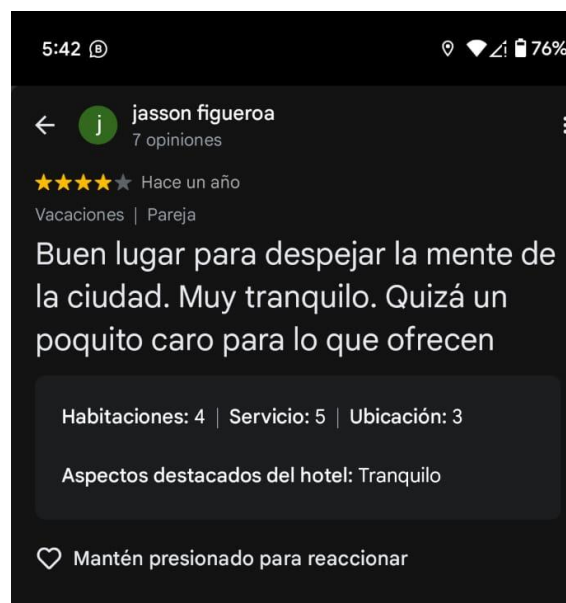 5:42
76%
jasson figueroa
j
7 opiniones
Hace un año
Vacaciones | Pareja
Buen lugar para despejar la mente de
la ciudad. Muy tranquilo. Quizá un
poquito caro para lo que ofrecen
Habitaciones: 4 | Servicio: 5 | Ubicación: 3
Aspectos destacados del hotel: Tranquilo
Mantén presionado para reaccionar